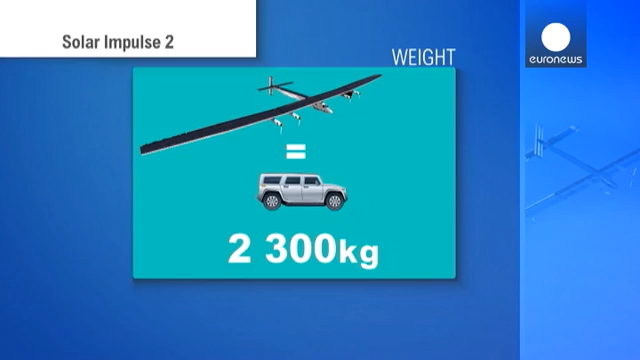 Solar Impulse 2
euronews
WEIGHT
=
2 300kg